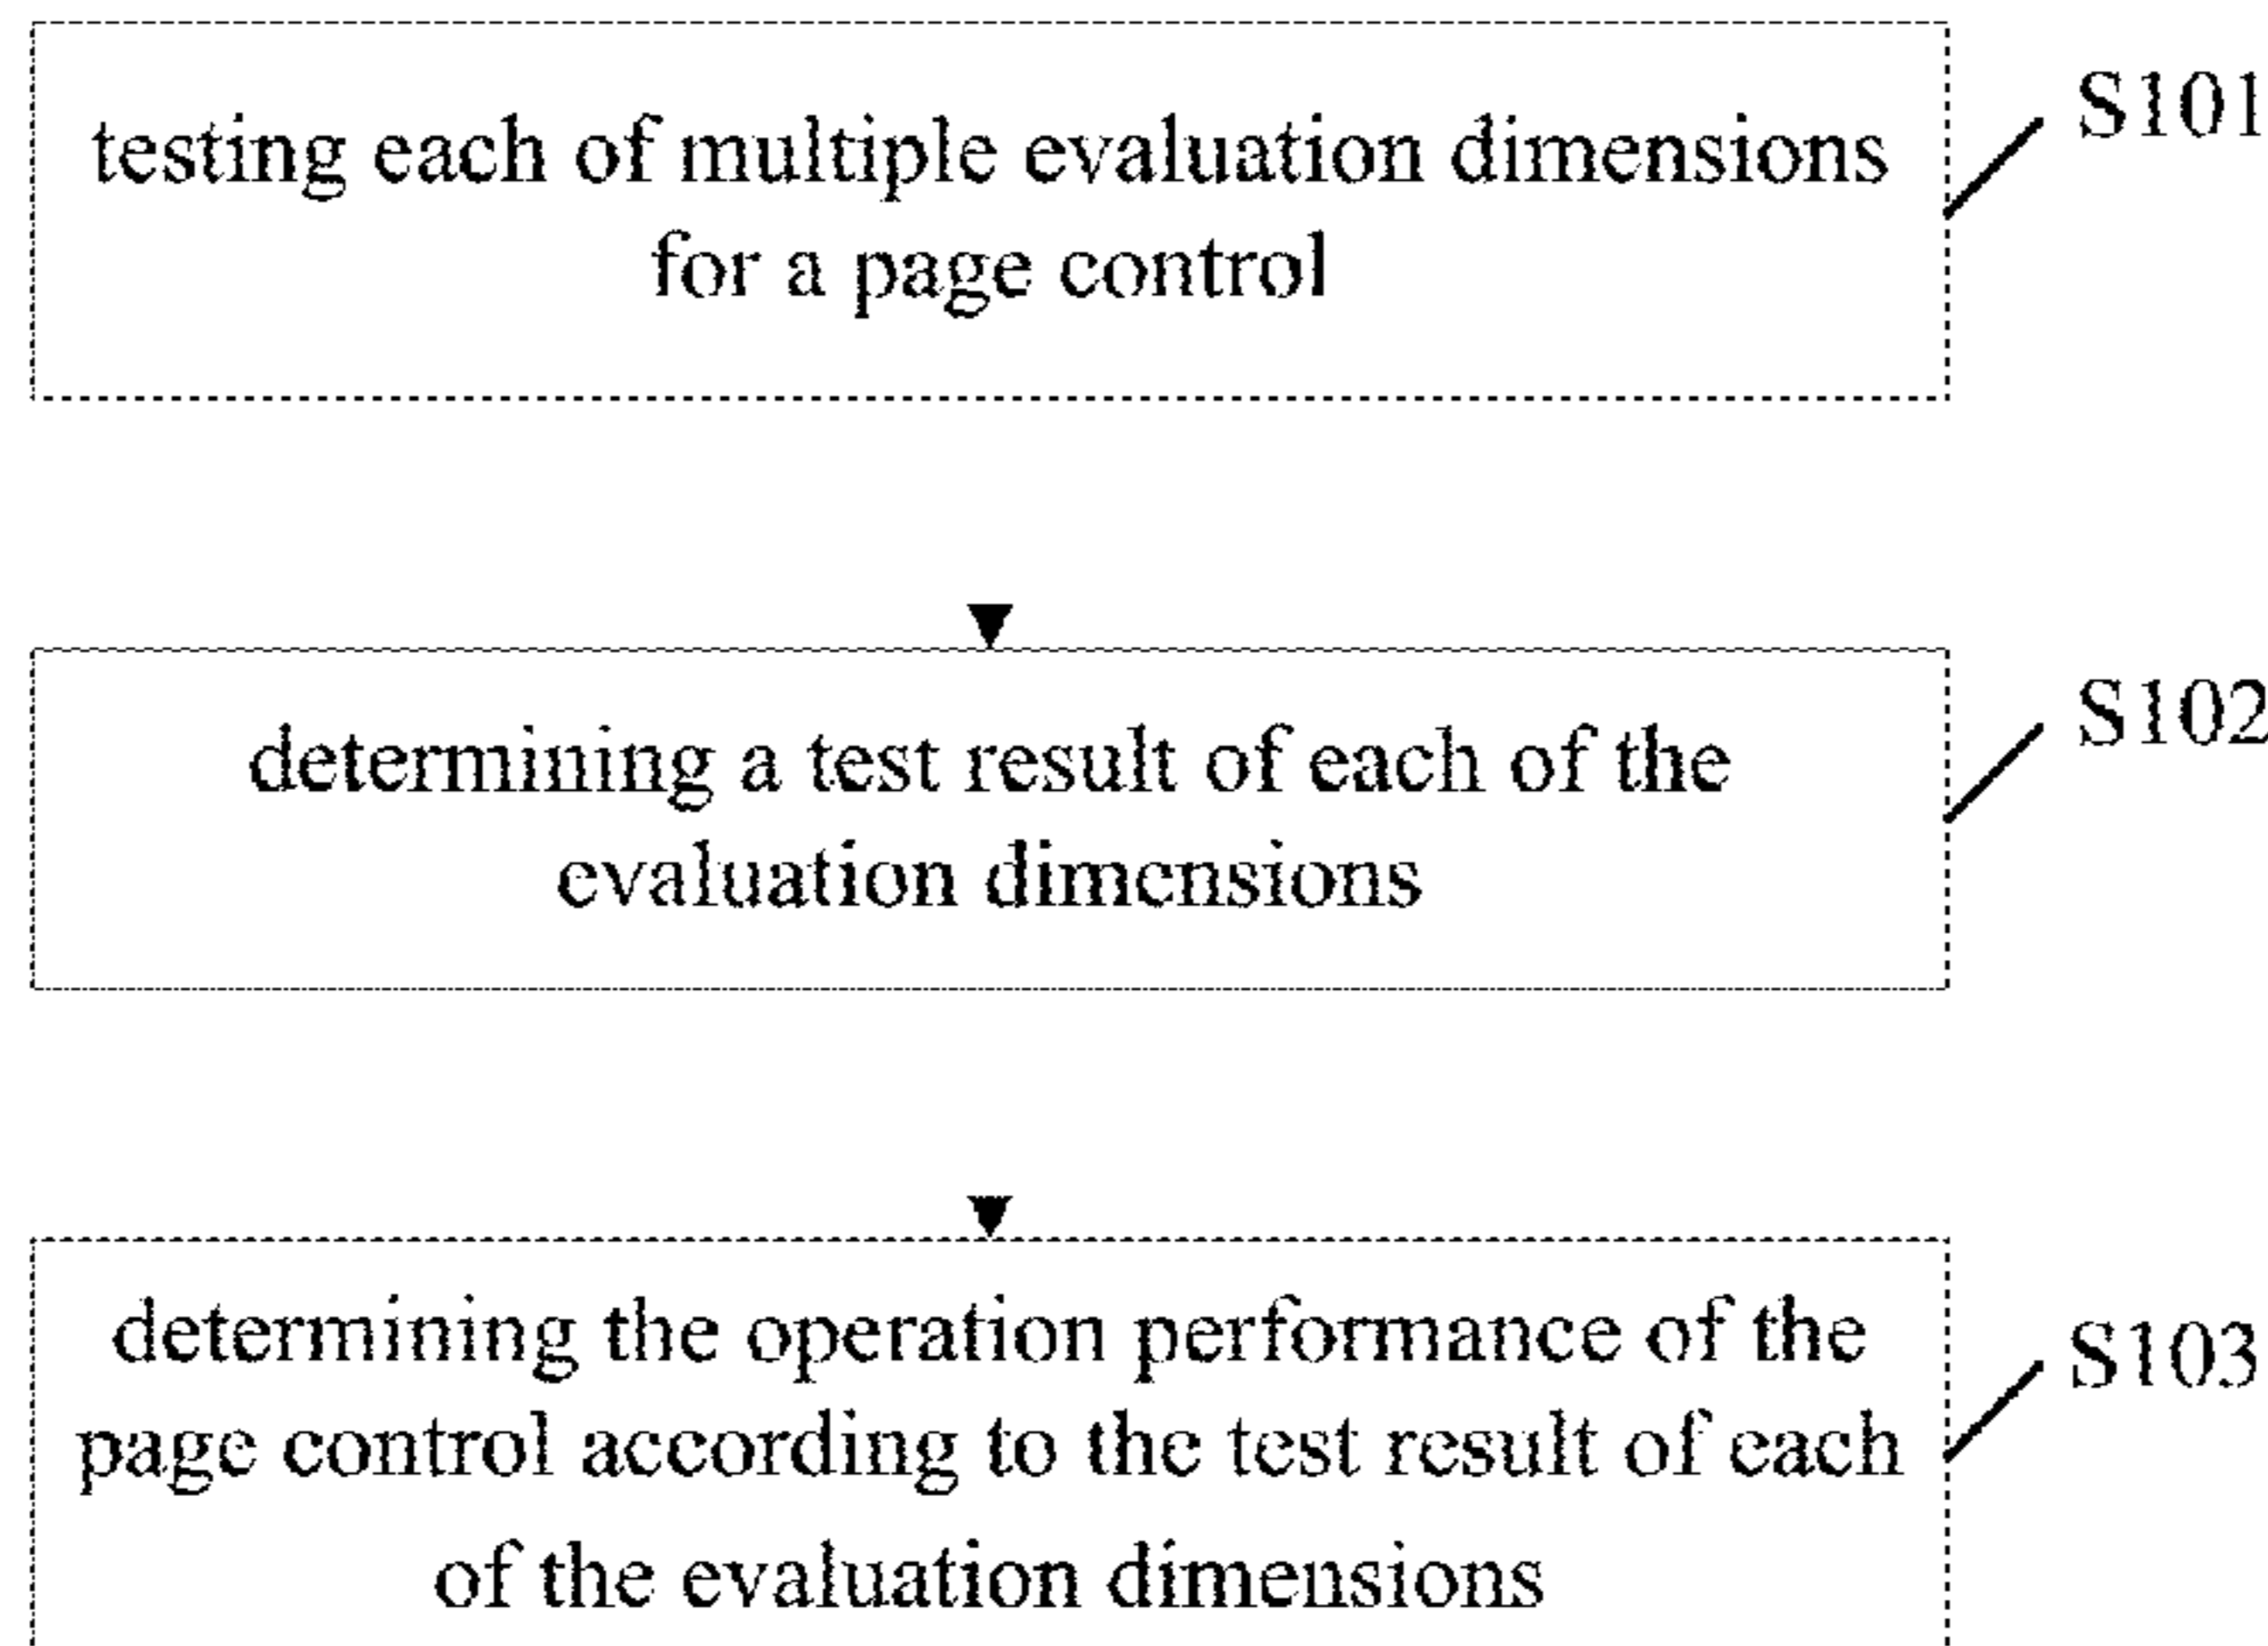 testing each of multiple evaluation dimensions
S101
for a page control
determining a test result of each of the
S102
evaluation dimensions
determining the operation performance of the
S103
page control according to the test result of each
of the evaluation dimensions